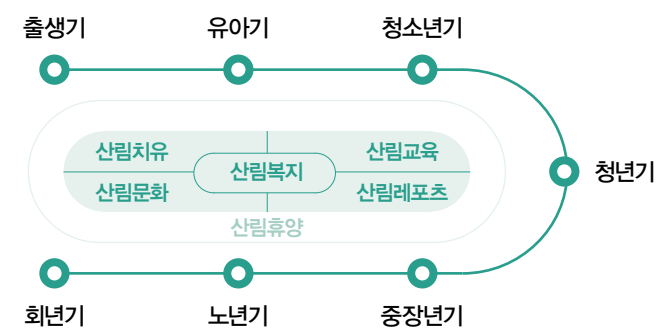 출생기 유아기 청소년기
산림치유 산림교육
산림복지
청년기
산림문화 산림레포츠
산림휴양
회년기 노년기 중장년기